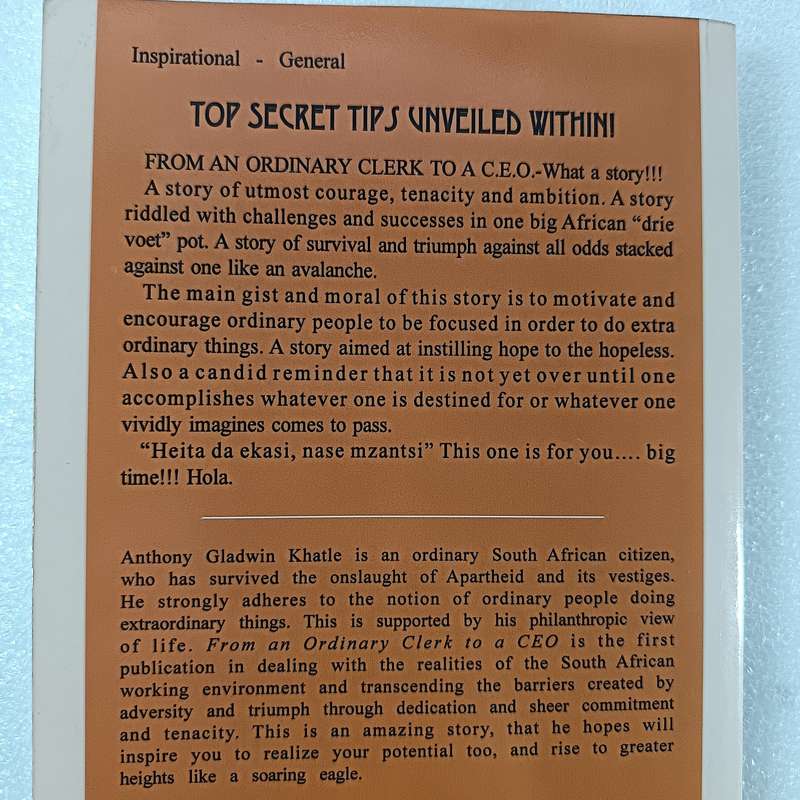 Inspirational - General
TOP SECRET TIPS UNVEILED WITHIN!
FROM AN ORDINARY CLERK TO A C.E.O.-What a story!!!
A story of utmost courage, tenacity and ambition. A story
riddled with challenges and successes in one big African “drie
voet” pot. A story of survival and triumph against all odds stacked
against one like an avalanche.
The main gist and moral of this story is to motivate and
encourage ordinary people to be focused in order to do extra
ordinary things. A story aimed at instilling hope to the hopeless.
Also a candid reminder that it is not yet over until one
accomplishes whatever one is destined for or whatever one
vividly imagines comes to pass.
“Heita da ekasi, nase mzantsi” This one is for you.... big
time!!! Hola.
Anthony Gladwin Khatle is an ordinary South African citizen,
who has survived the onslaught of Apartheid and its vestiges.
He strongly adheres to the notion of ordinary people doing
extraordinary things. This is supported by his philanthropic view
of life. From an Ordinary Clerk to a CEO is the first
publication in dealing with the realities of the South African
working environment and transcending the barriers created by
adversity and triumph through dedication and sheer commitment
and tenacity. This is an amazing story, that he hopes will
inspire you to realize your potential too, and rise to greater
heights like a soaring eagle.